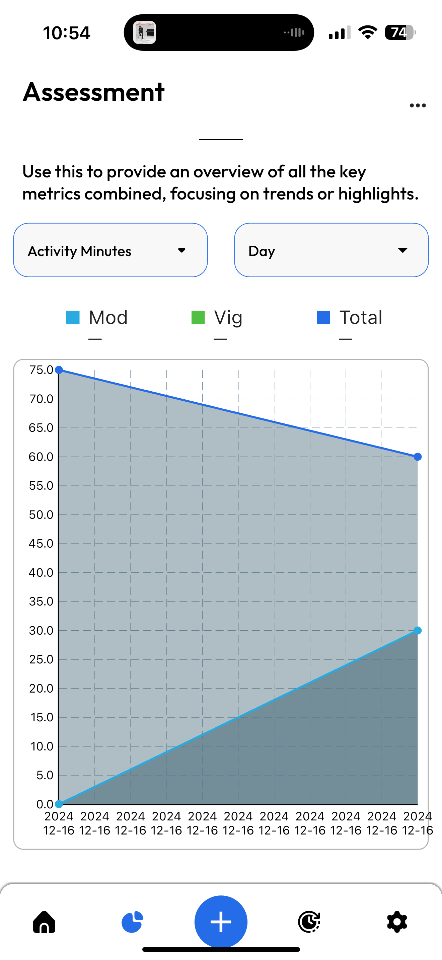 10:54
74
Assessment
Use this to provide an overview of all the key
metrics combined, focusing on trends or highlights.
Activity Minutes
Day
Mod
Vig
Total
—
—
—
75.0
70.0
65.0
60.0
55.0
50.0
45.0
40.0
35.0
30.0
25.0
20.0
15.0
10.0
5.0
0.0
2024 2024 2024 2024 2024 2024 2024 2024 2024 2024 2024
12-16 12-16 12-16 12-16 12-16 12-16 12-16 12-16 12-16 12-16 12-16